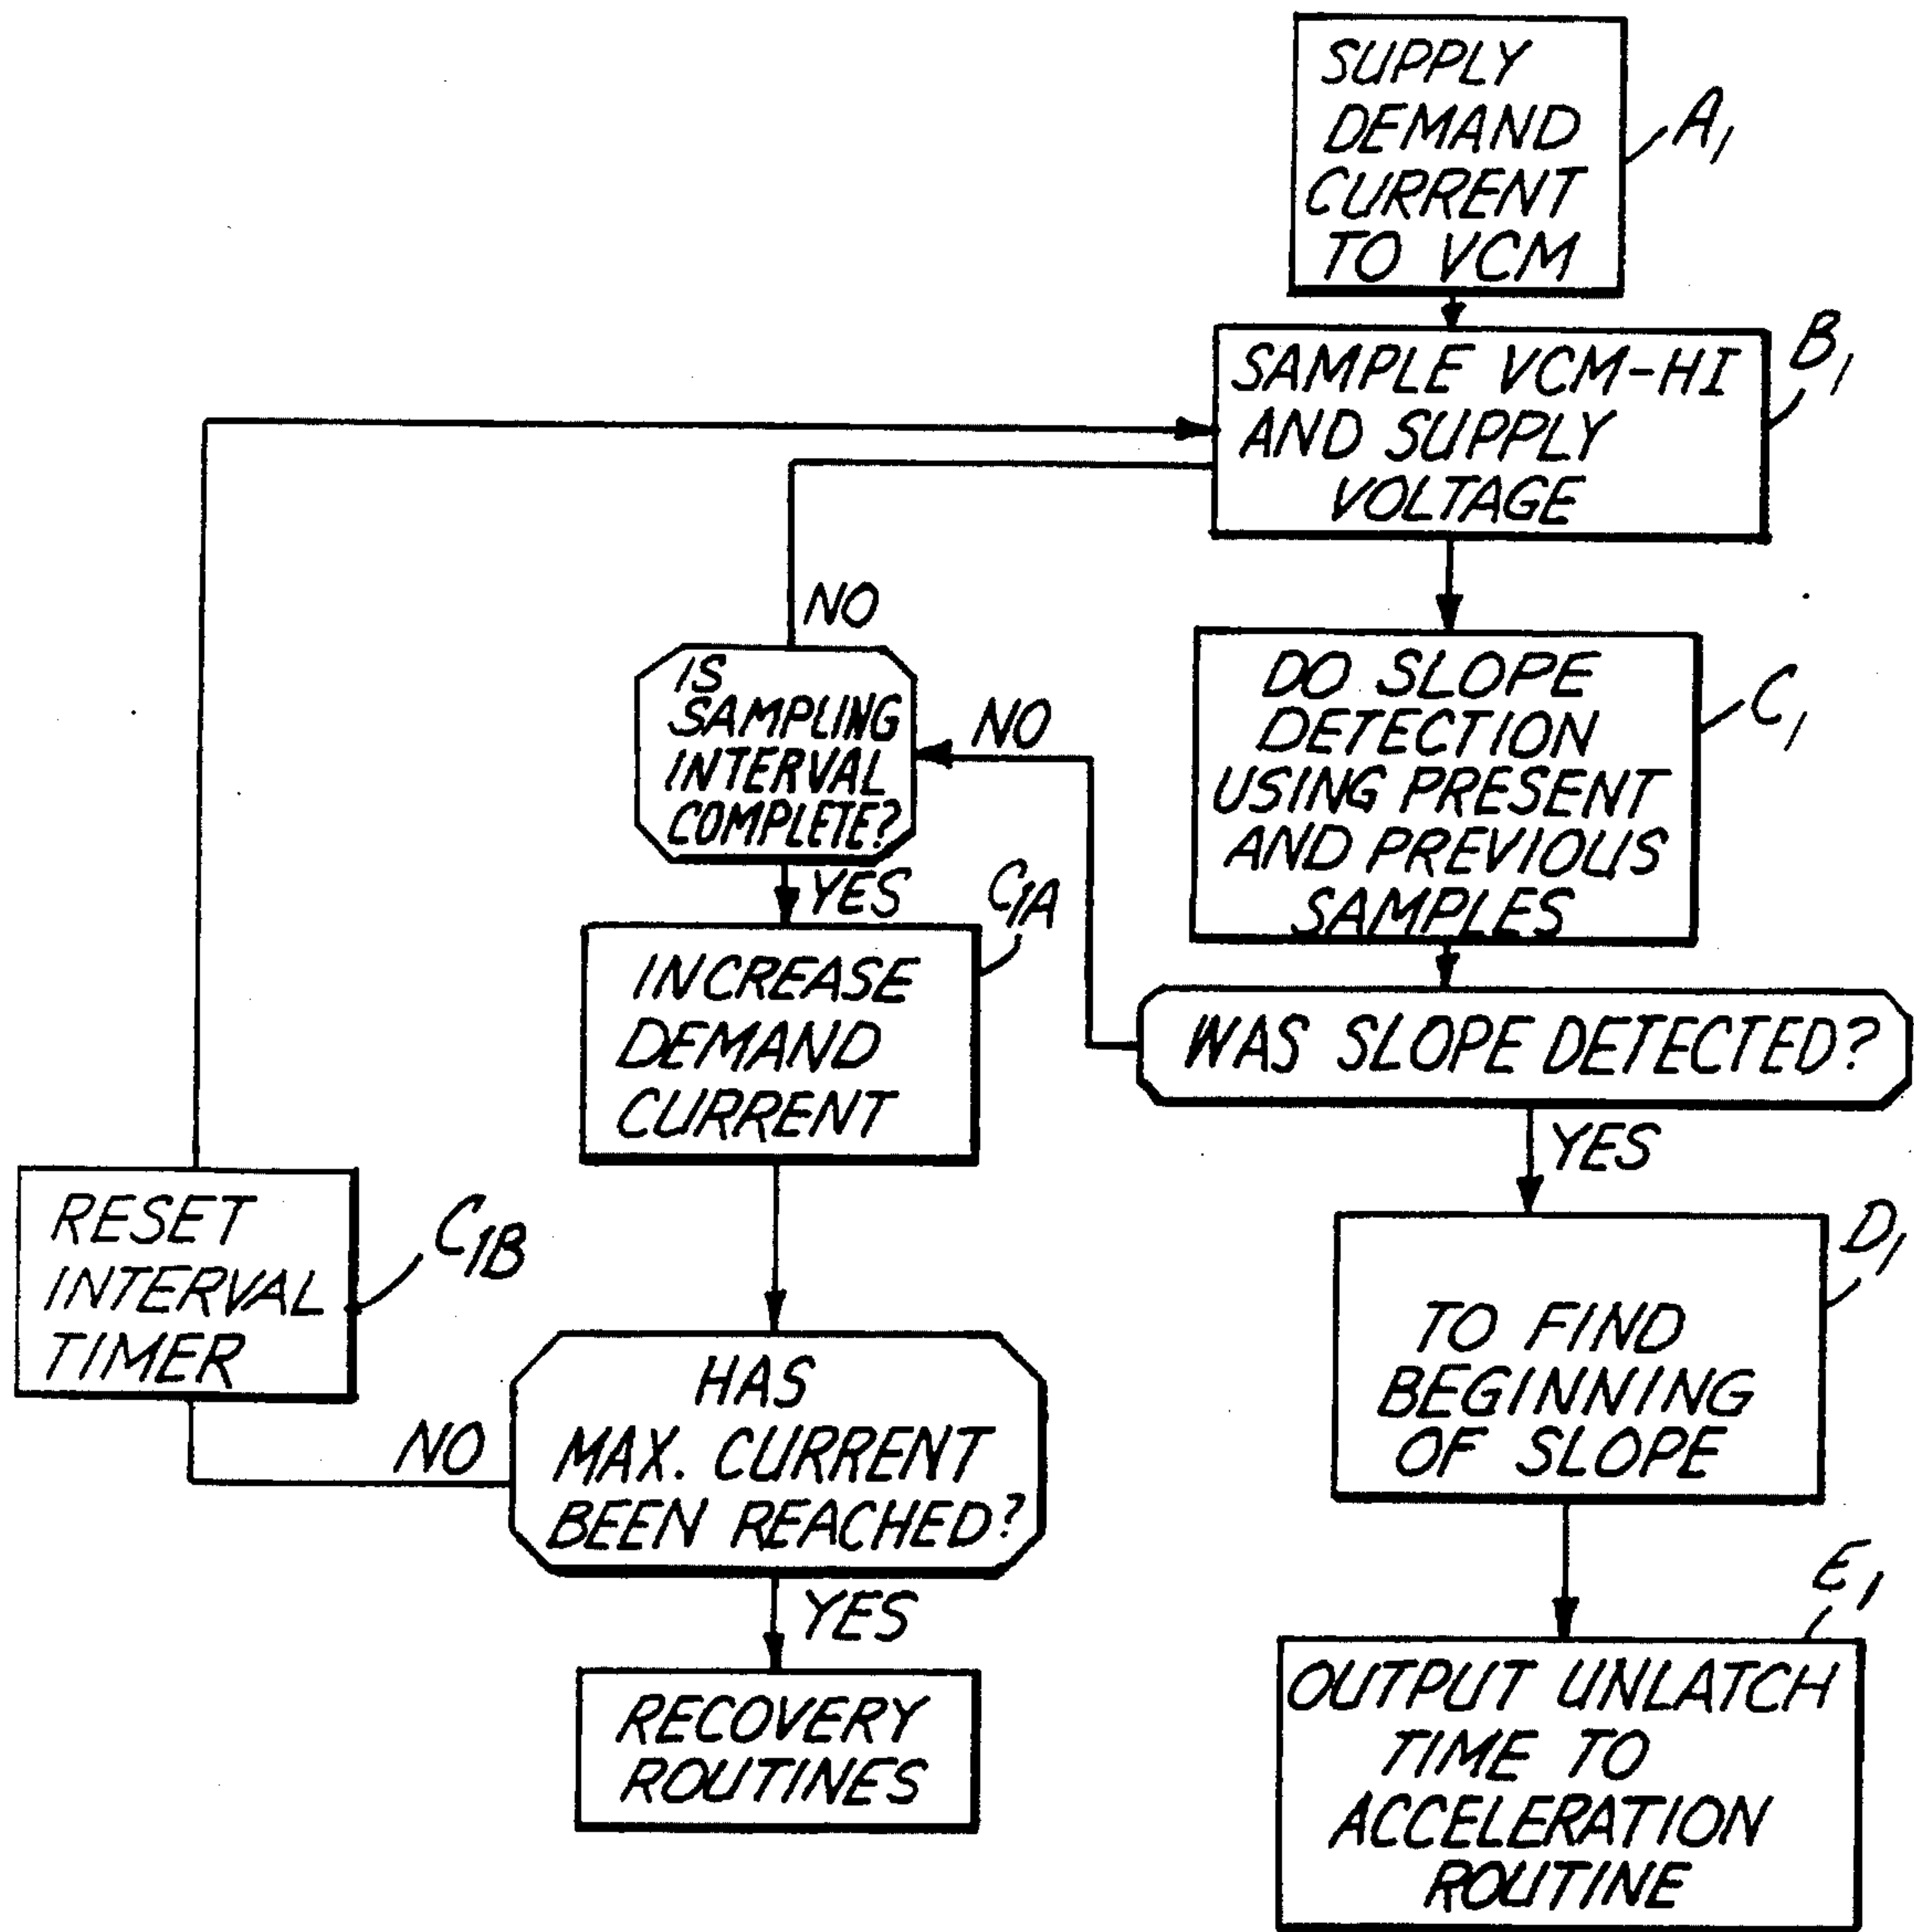 SUPPLY
DEMAND
CURRENT
TO VCM
A1
SAMPLE VCM-HI
AND SUPPLY
VOLTAGE
B1
DO SLOPE
DETECTION
USING PRESENT
AND PREVIOUS
SAMPLES
C1
WAS SLOPE DETECTED?
NO
IS
SAMPLING
INTERVAL
COMPLETE?
NO
YES
INCREASE
DEMAND
CURRENT
C1A
HAS
MAX. CURRENT
BEEN REACHED?
NO
RESET
INTERVAL
TIMER
C1B
YES
RECOVERY
ROUTINES
YES
TO FIND
BEGINNING
OF SLOPE
D1
OUTPUT UNLATCH
TIME TO
ACCELERATION
ROUTINE
E1